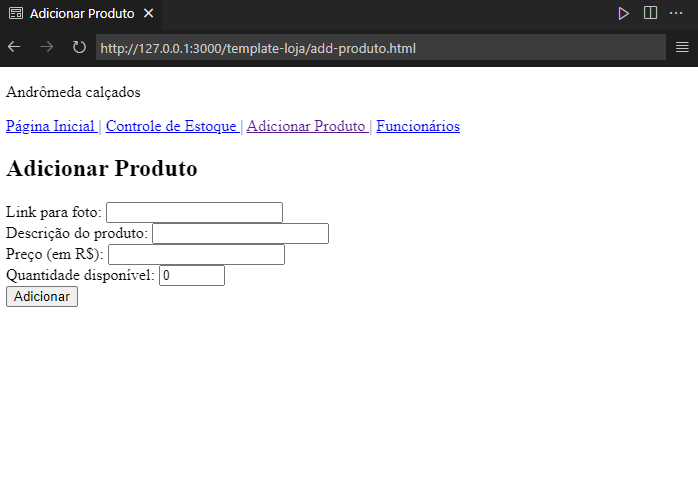 Adicionar Produto
http://127.0.0.1:3000/template-loja/add-produto.html
Andrômeda calçados
Página Inicial | Controle de Estoque | Adicionar Produto | Funcionários
Adicionar Produto
Link para foto:
Descrição do produto:
Preço (em R$):
Quantidade disponível: 0
Adicionar